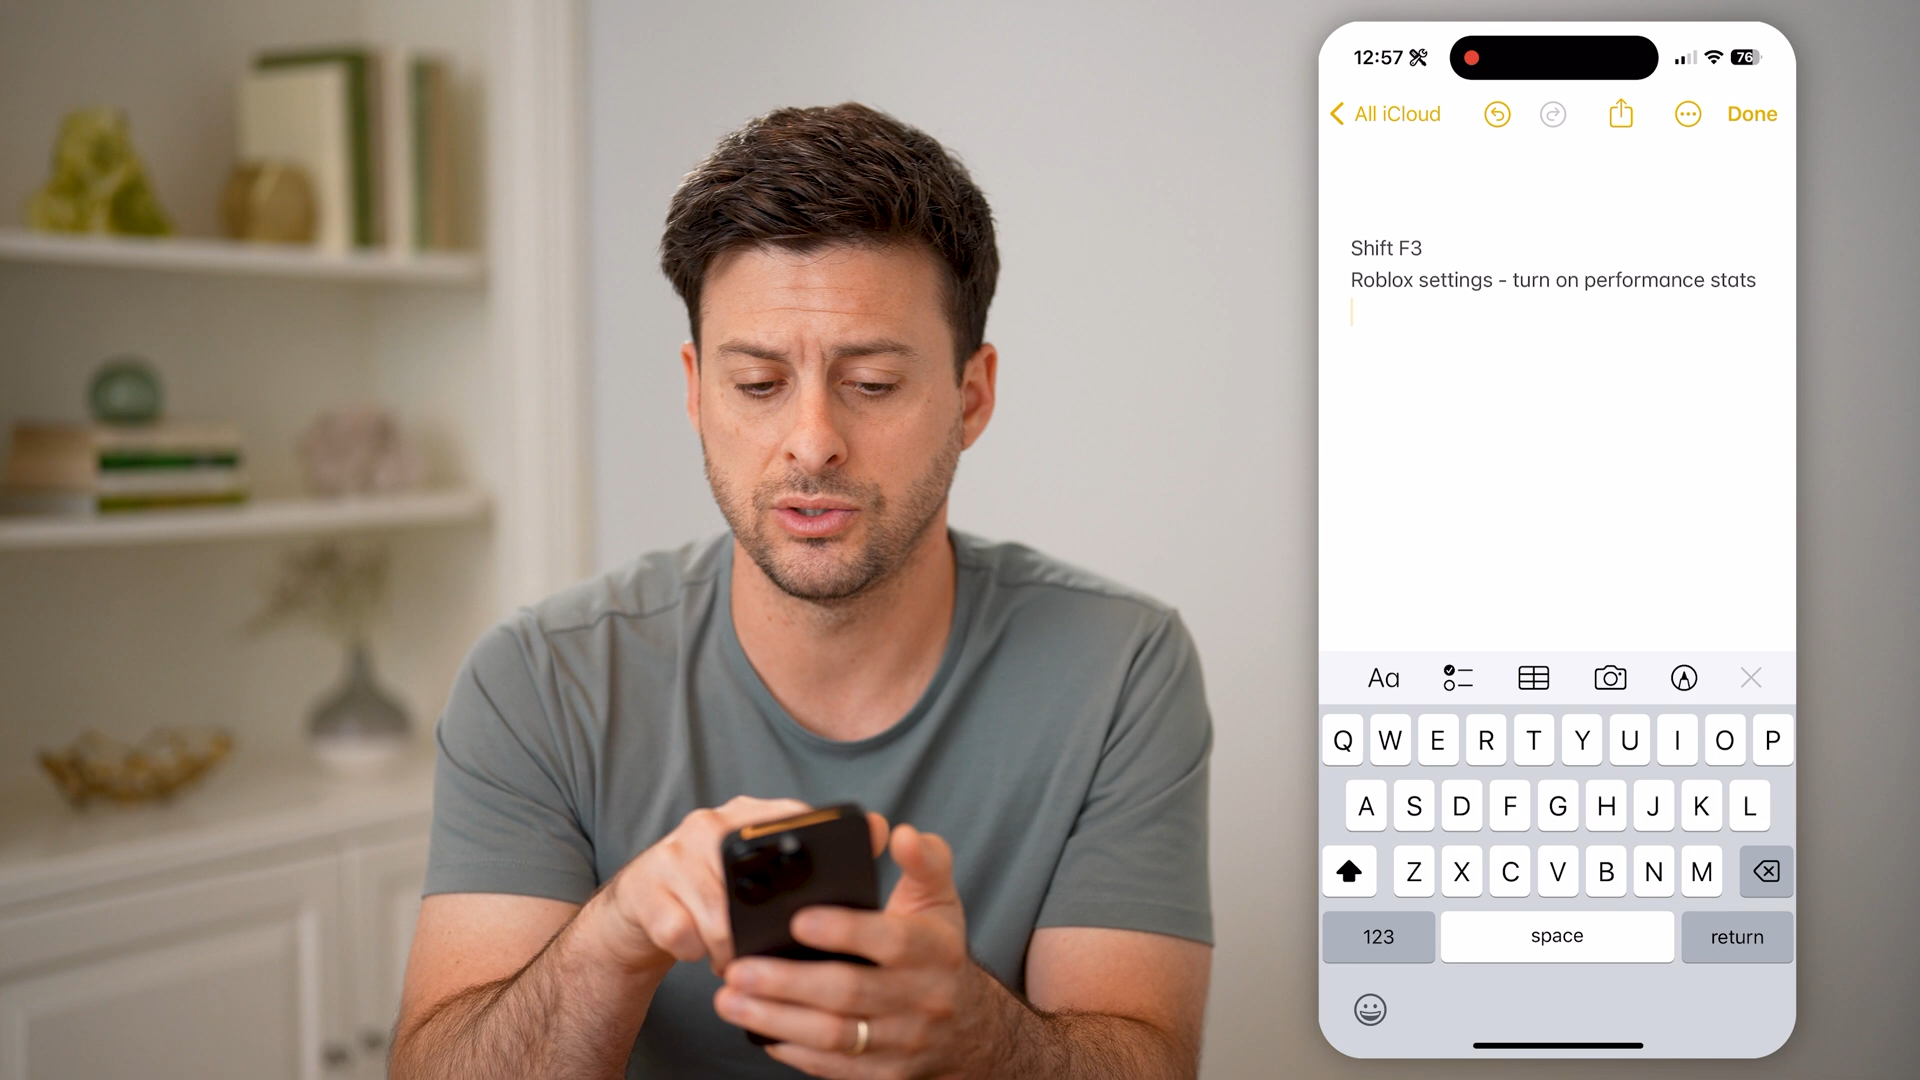 12:57
76
All iCloud
Done
Shift F3
Roblox settings - turn on performance stats
Aa
Q W E R T Y U I O P
A S D F G H J K L
Z X C V B N M
123 space return